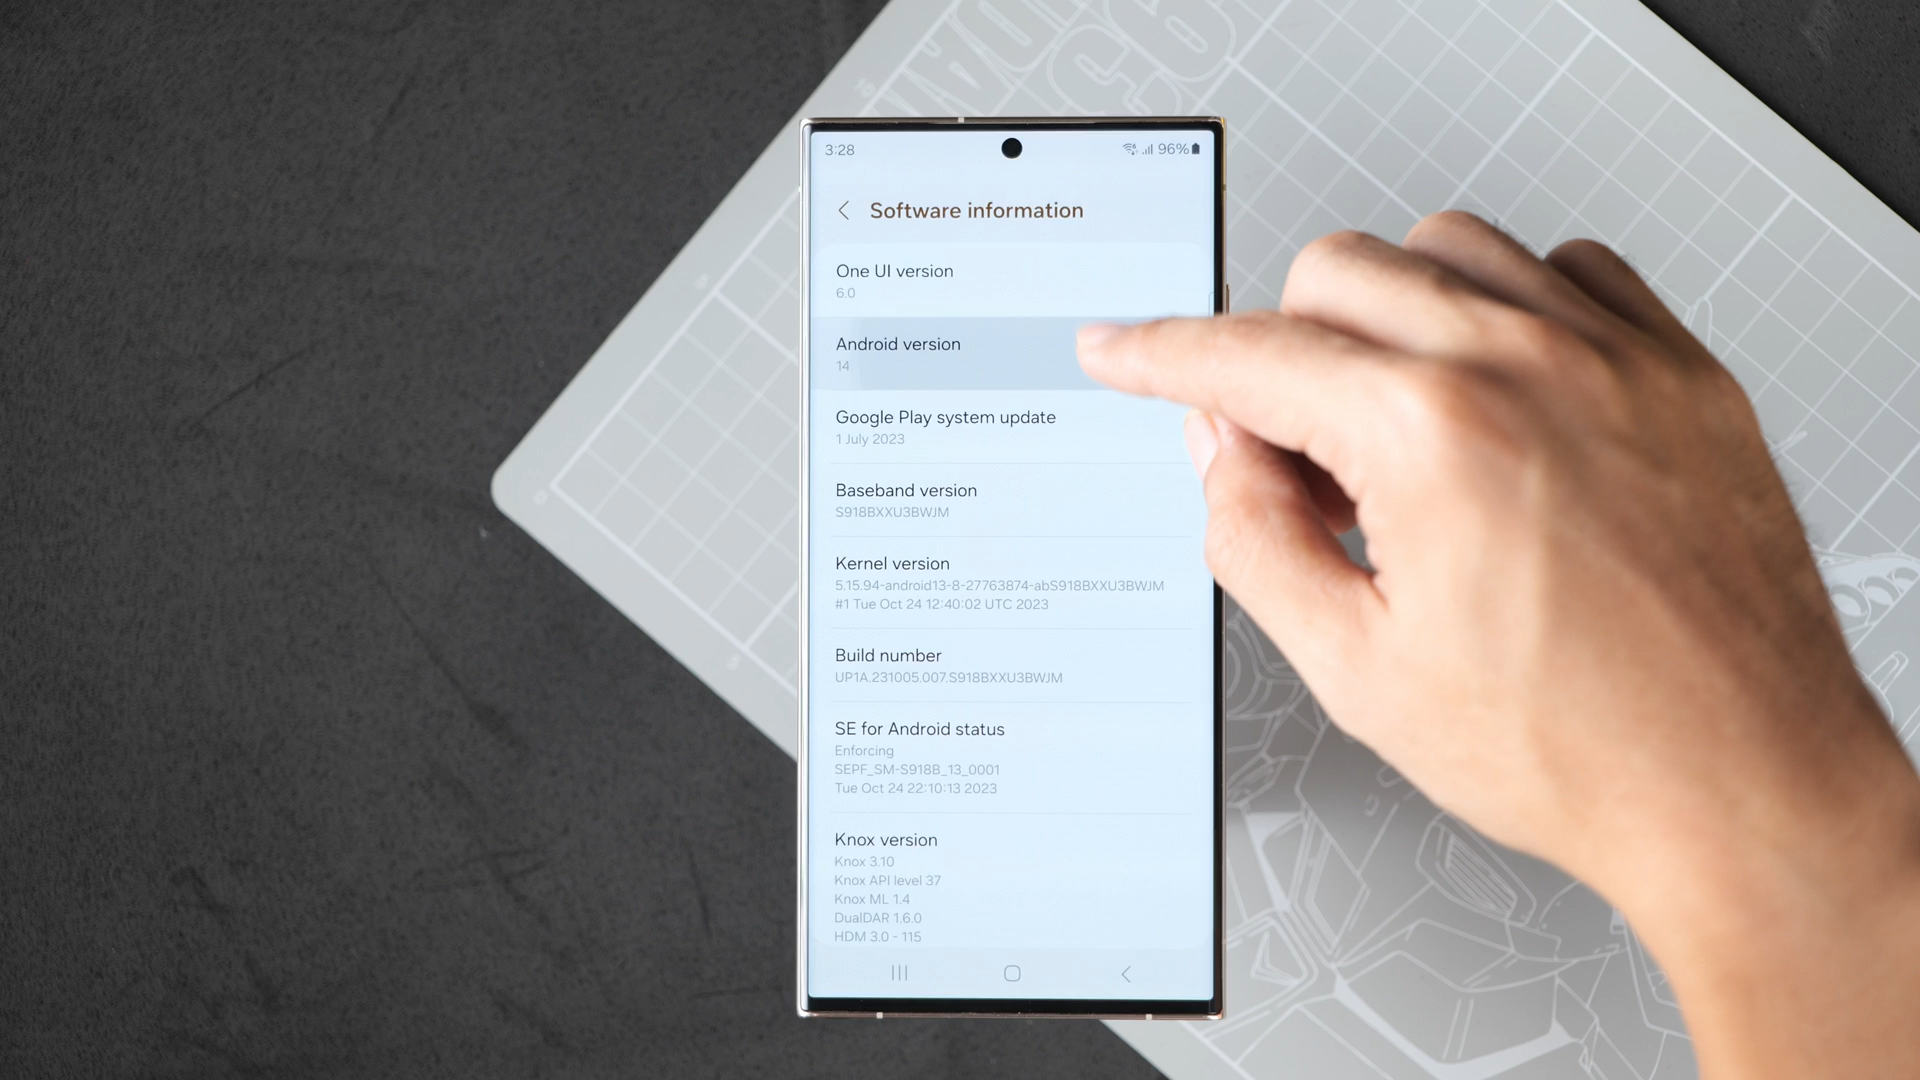 3:28
96%
Software information
One UI version
6.0
Android version
14
Google Play system update
1 July 2023
Baseband version
S918BXXU3BWJM
Kernel version
5.15.94-android13-8-27763874-abS918BXXU3BWJM
#1 Tue Oct 24 12:40:02 UTC 2023
Build number
UP1A.231005.007.S918BXXU3BWJM
SE for Android status
Enforcing
SEPF_SM-S918B_13_0001
Tue Oct 24 22:10:13 2023
Knox version
Knox 3.10
Knox API level 37
Knox ML 1.4
DualDAR 1.6.0
HDM 3.0 - 115